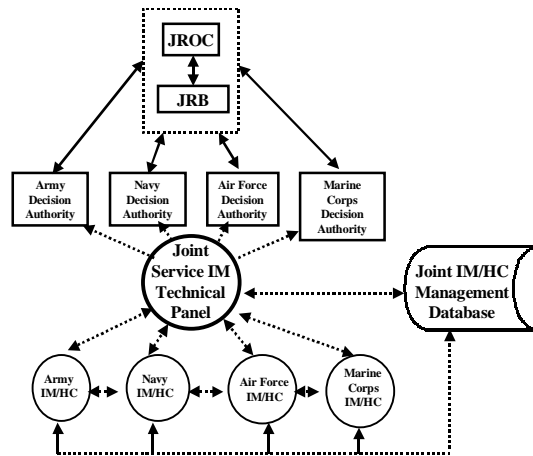 JROC
JRB
Army
Decision
Authority
Navy
Decision
Authority
Air Force
Decision
Authority
Marine
Corps
Decision
Authority
Joint
Service IM
Technical
Panel
Joint IM/HC
Management
Database
Army
IM/HC
Navy
IM/HC
Air Force
IM/HC
Marine
Corps
IM/HC